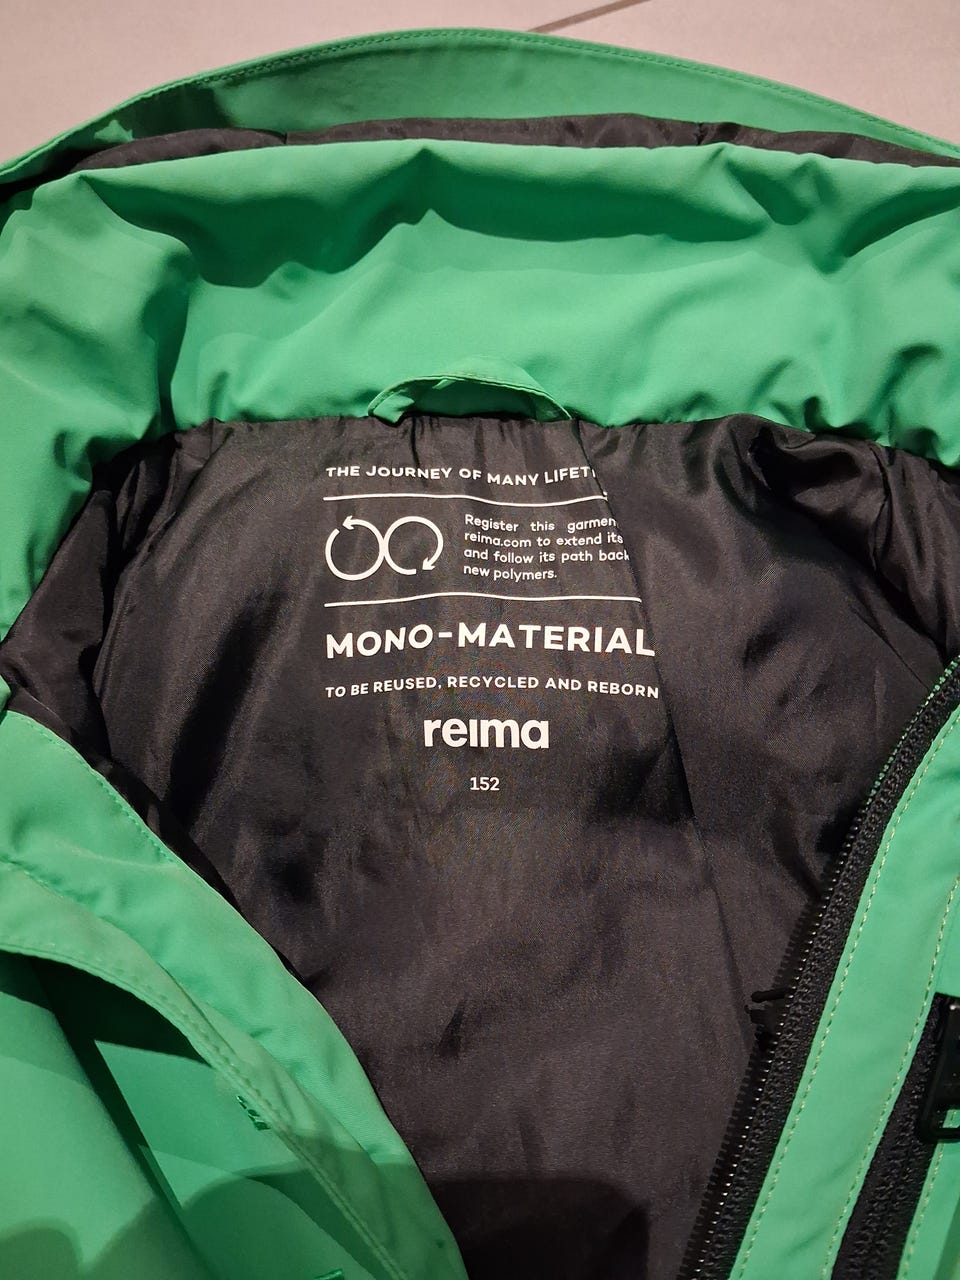 THE JOURNEY OF MANY
Register this
reima.com to extend its
and follow its path back
new polymers.
MONO-MATERIAL
TO BE REUSED, RECYCLED AND REBORN
reima
152